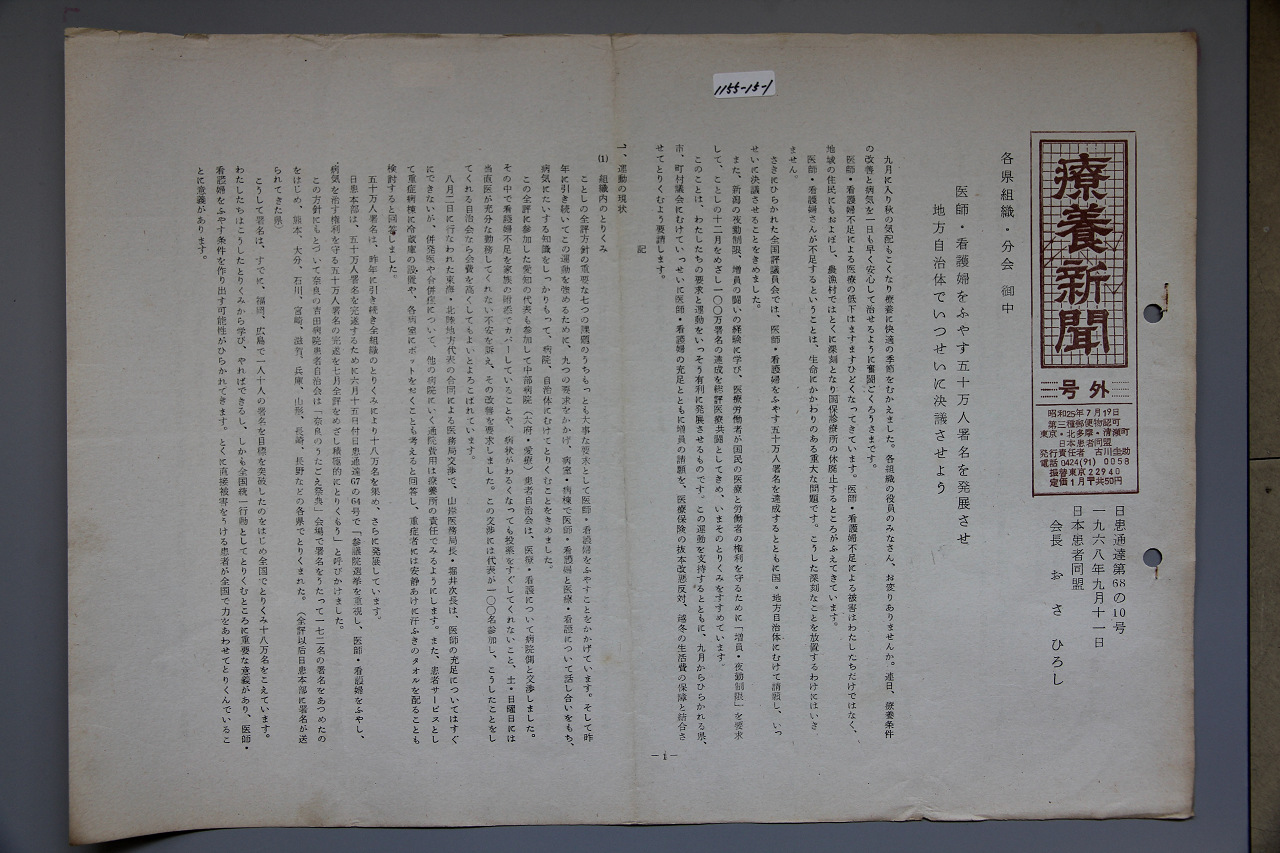 1155-15-1
療養新聞
号外
昭和25年7月19日
第三種郵便物認可
東京・北多摩・清瀬町
日本患者同盟
発行責任者 古川圭助
電話0424(91)0058
振替東京22940
定価1月〒共50円
日患通達第68の10号
一九六八年九月十一日
日本患者同盟
会長 おさひろし
各県組織・分会 御中
医師・看護婦をふやす五十万人署名を発展させ
地方自治体でいつせいに決議させよう
九月に入り秋の気配もこくなり療養に快適の季節をむかえました。各組織の役員のみなさん、お変りありませんか。連日、療養条件
の改善と病気を一日も早く安心して治せるように奮闘ごくろうさまです。
医師・看護婦不足による医療の低下はますますひどくなってきています。医師・看護婦不足による被害はわたしたちだけではなく、
地域の住民にもおよぼし、農漁村ではとくに深刻となり国保診療所の休廃止するところがふえてきています。
医師・看護婦さんが不足するということは、生命にかかわりのある重大な問題です。こうした深刻なことを放置するわけにはいき
ません。
さきにひらかれた全国評議員会では、医師・看護婦をふやす五十万人署名を達成するとともに国・地方自治体にむけて請願し、いっ
せいに決議させることをきめました。
また、新潟の夜勤制限、増員の闘いの経験に学び、医療労働者が国民の医療と労働者の権利を守るために「増員・夜勤制限」を要求
して、ことしの十二月をめざし一〇〇万署名の達成を総評医療共闘としてきめ、いまそのとりくみをすすめています。
このことは、わたしたちの要求と運動をいっそう有利に発展させるものです。この運動を支持するとともに、九月からひらかれる県、
市、町村議会にむけていっせいに医師・看護婦の充足とともに増員の請願を、医療保険の抜本改悪反対、越冬の生活費の保障と結合さ
せてとりくむよう要請します。
記
一、運動の現状
(1) 組織内のとりくみ
ことしの全評方針の重要な七つの課題のうちもっとも大事な要求として医師・看護婦をふやすことをかかげています。そして昨
年に引き続いてこの運動を強めるために、九つの要求をかかげ、病室・病棟で医師・看護婦と医療・看護について話し合いをもち、
病気にたいする知識をしっかりもって、病院、自治体にむけてとりくむことをきめました。
この全評に参加した愛知の代表も参加して中部病院(大府・愛療)患者自治会は、医療・看護について病院側と交渉しました。
その中で看護婦不足を家族の附添でカバーしていることや、病状がわるくなっても投薬をすぐしてくれないこと、土・日曜日には
当直医が充分な勤務してくれない不安を訴え、その改善を要求しました。この交渉には代表が一〇〇名参加し、こうしたことをし
てくれる自治会なら会費を高くしてもよいとよろこばれています。
八月二日に行なわれた東海・北陸地方代表の合同による医務局交渉で、山岸医務局長・堀井次長は、医師の充足についてはすぐ
にできないが、併発医や合併症について、他の病院にいく通院費用は療養所の責任でみるようにします。また、患者サービスとし
て重症病棟に冷蔵庫の設置や、各病室にポットをおくことも考えると回答し、重症者には安静あけに汗ふきのタオルを配ることも
検討すると回答しました。
五十万人署名は、昨年に引き続き全組織のとりくみにより十八万名を集め、さらに発展しています。
日患本部は、五十万人署名を完遂するために六月十五日付日患通達67の64号で「参議院選挙を重視し、医師・看護婦をふやし、
病気を治す権利を守る五十万人署名の完遂を七月全評をめざし積極的にとりくもう」と呼びかけました。
この方針にもとづいて奈良の吉田病院患者自治会は「奈良のうたごえ祭典」会場で署名をうたって一七二名の署名をあつめたの
をはじめ、熊本、大分、石川、宮崎、滋賀、兵庫、山形、長崎、長野などの各県でとりくまれた。(全評以后日患本部に署名が送
られてきた県)
こうして署名は、すでに、福岡、広島で一人十人の署名を目標を突破したのをはじめ全国でとりくみ十八万名をこえています。
わたしたちはこうしたとりくみから学び、やればできるし、しかも全国統一行動としてとりくむところに重要な意義があり、医師・
看護婦をふやす条件を作り出す可能性がひらかれてきます。とくに直接被害をうける患者が全国で力をあわせてとりくんでいるこ
とに意義があります。
—1—